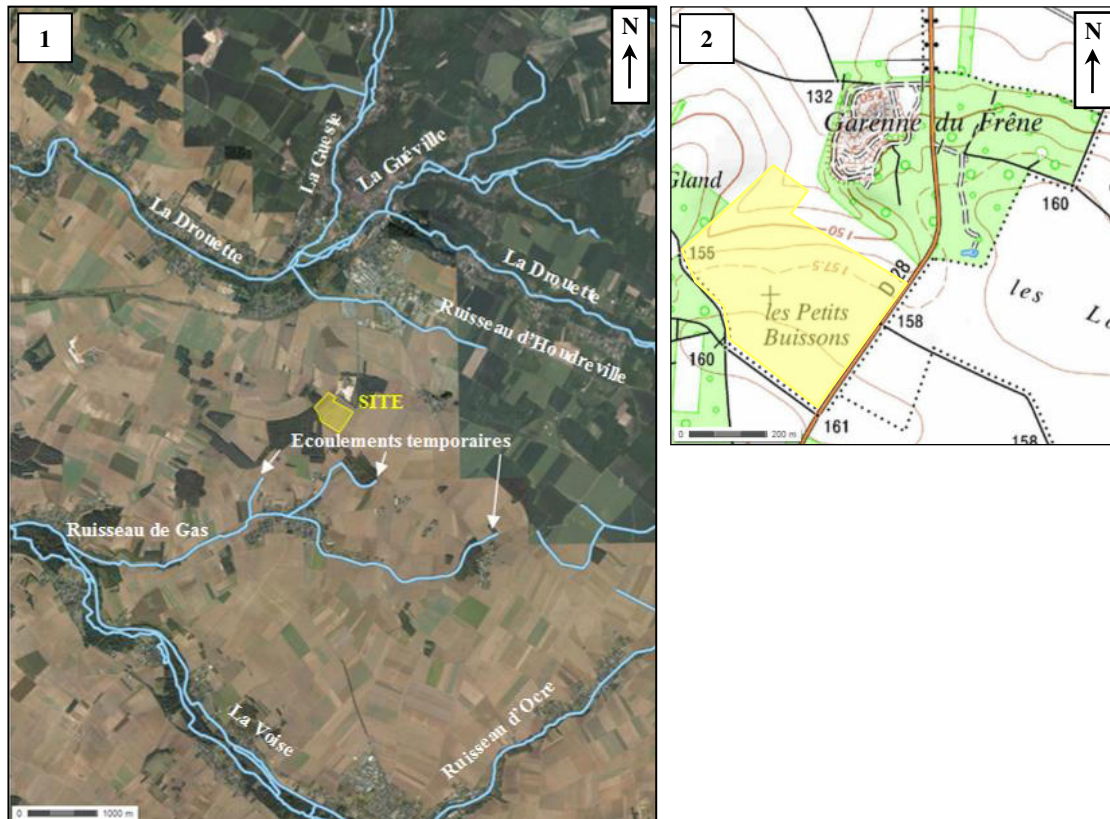 1
N
La Guesle
La Guéville
La Drouette
La Drouette
Ruisseau d'Houdreville
SITE
Ecoulements temporaires
Ruisseau de Gas
La Voise
Ruisseau d'Ocre
0 1000 m
2
N
132
Garenne du Frêne
Gland
160
155
150
157.5
D 28
les
Lo
les Petits
Buissons
158
160
161
158
0 200 m